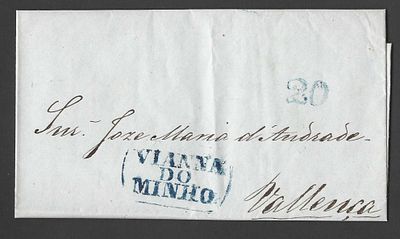 20
Snr. Joze Maria d'Andrade-
VIANNA
DO
MINHO
Vallença